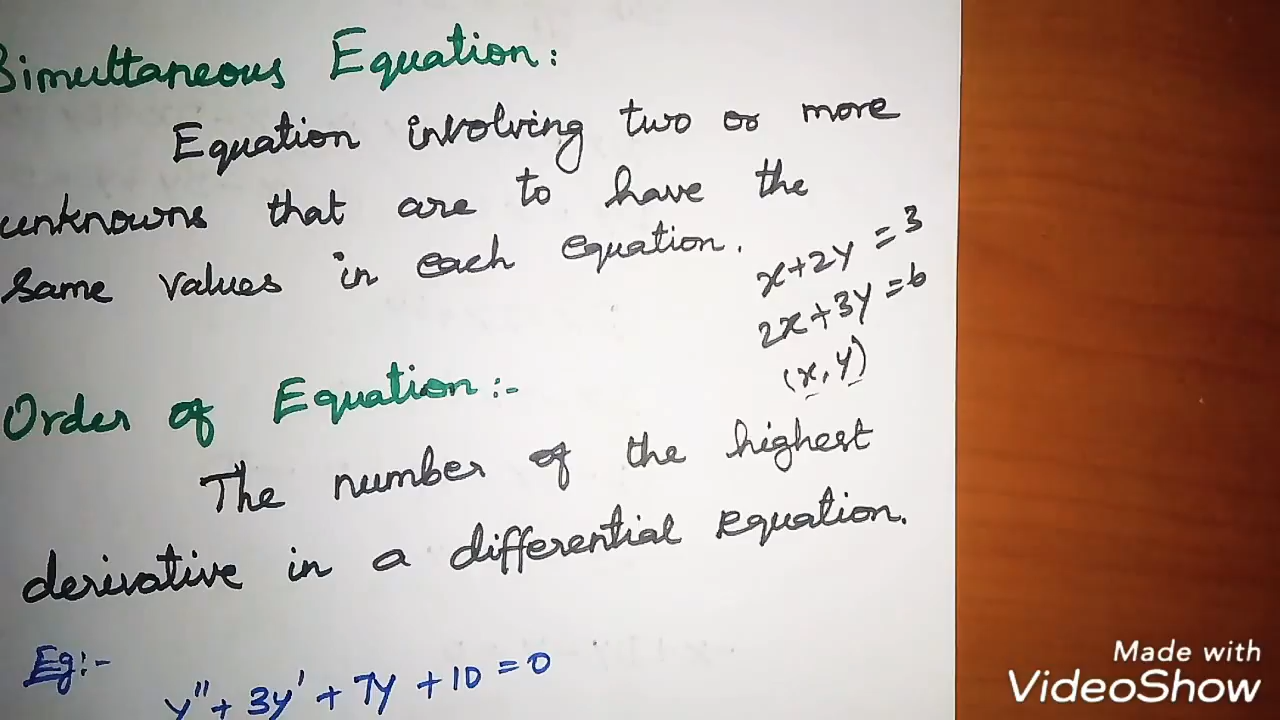 Simultaneous Equation:
Equation involving two or more
unknowns that are to have the
same values in each equation.
x+2y = 3
2x+3y = 6
(x, y)
Order of Equation:-
The number of the highest
derivative in a differential Equation.
Eg:-
y" + 3y' + 7y + 10 = 0
Made with
VideoShow